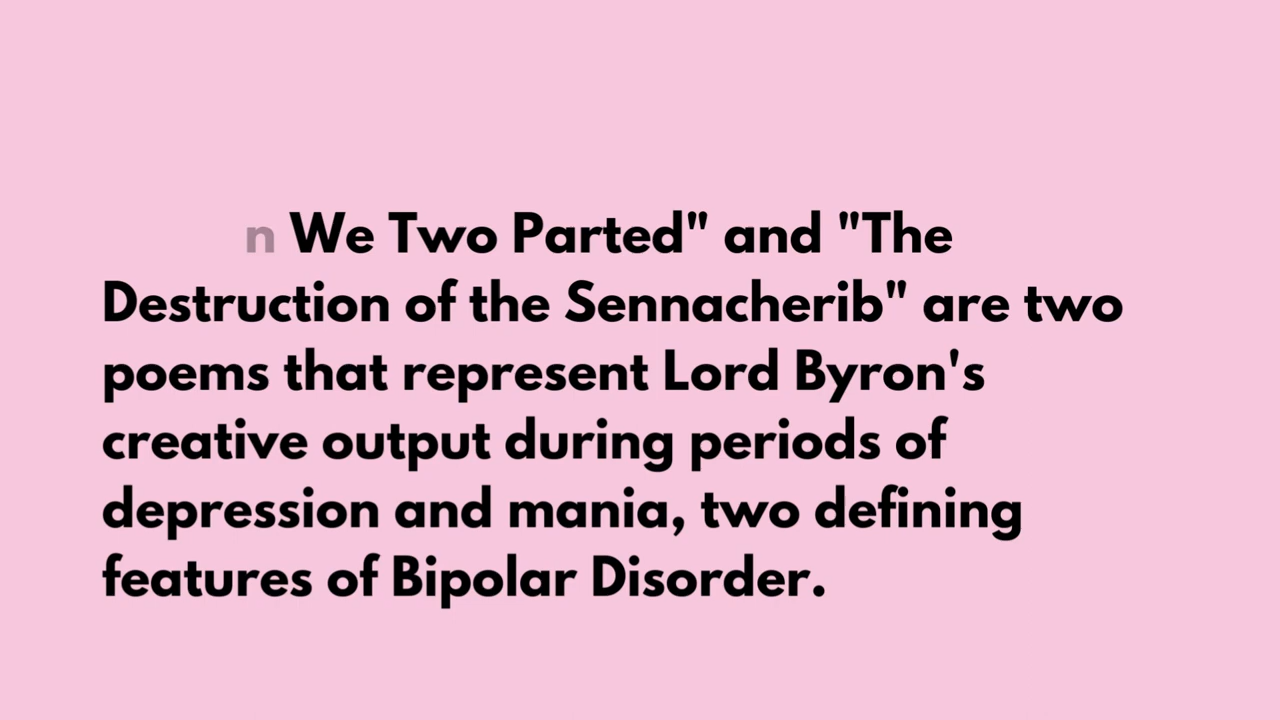 n We Two Parted" and "The
Destruction of the Sennacherib" are two
poems that represent Lord Byron's
creative output during periods of
depression and mania, two defining
features of Bipolar Disorder.